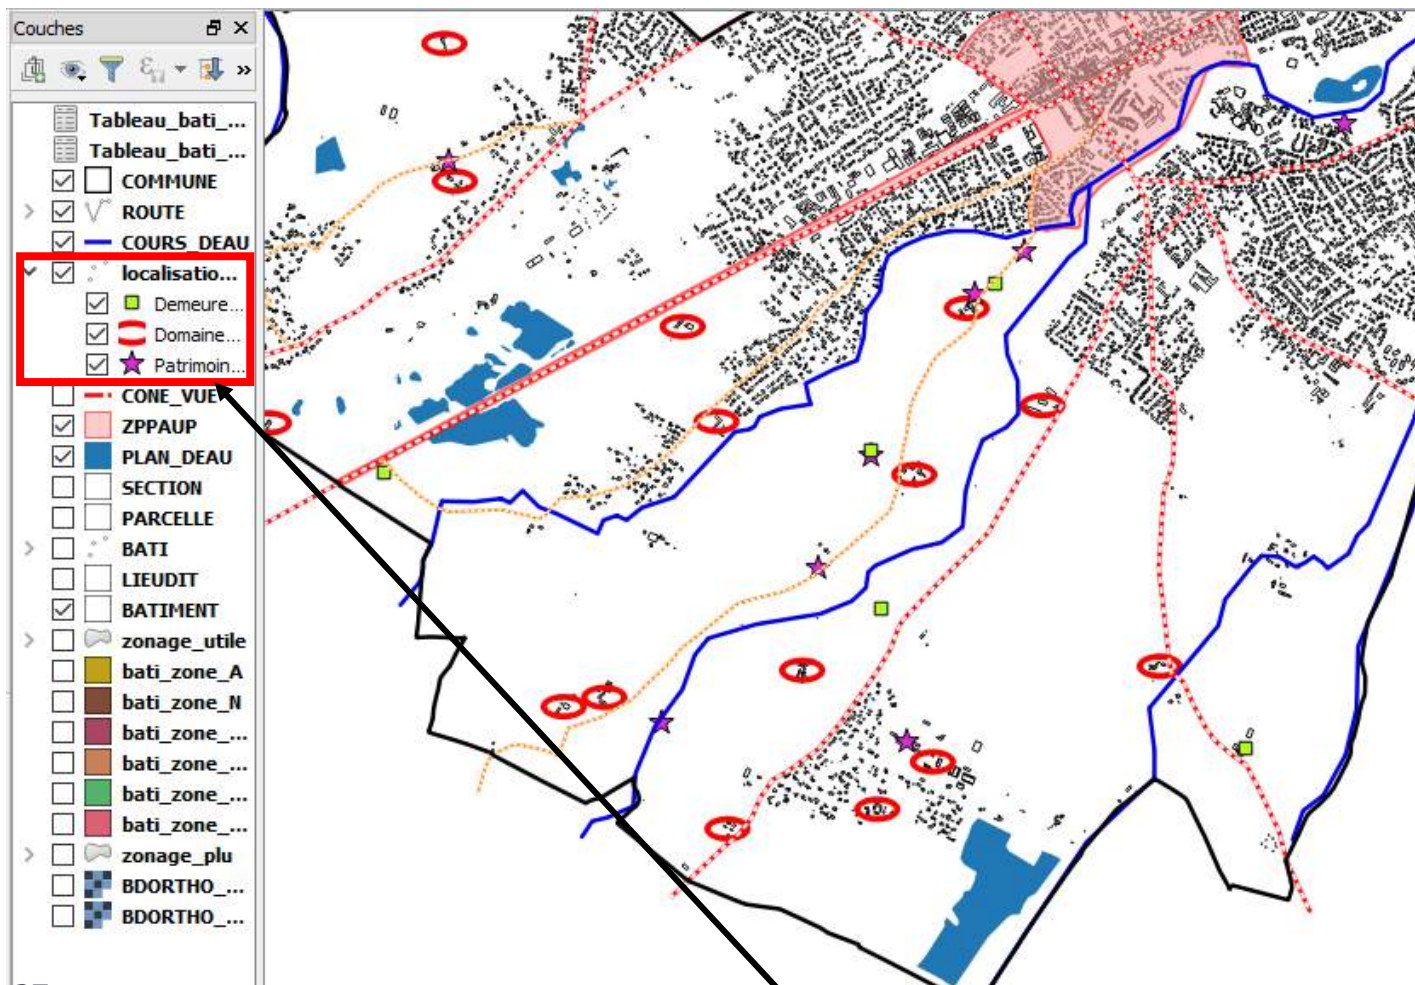 Couches
»
Tableau_bati_...
Tableau_bati_...
COMMUNE
ROUTE
COURS_DEAU
localisatio...
Demeure...
Domaine...
Patrimoin...
CONE_VUE
ZPPAUP
PLAN_DEAU
SECTION
PARCELLE
BATI
LIEUDIT
BATIMENT
zonage_utile
bati_zone_A
bati_zone_N
bati_zone_...
bati_zone_...
bati_zone_...
bati_zone_...
zonage_plu
BDORTHO_...
BDORTHO_...